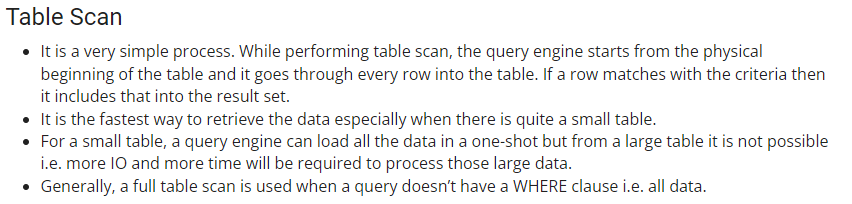 Table Scan
• It is a very simple process. While performing table scan, the query engine starts from the physical
beginning of the table and it goes through every row into the table. If a row matches with the criteria then
it includes that into the result set.
• It is the fastest way to retrieve the data especially when there is quite a small table.
• For a small table, a query engine can load all the data in a one-shot but from a large table it is not possible
i.e. more IO and more time will be required to process those large data.
• Generally, a full table scan is used when a query doesn’t have a WHERE clause i.e. all data.